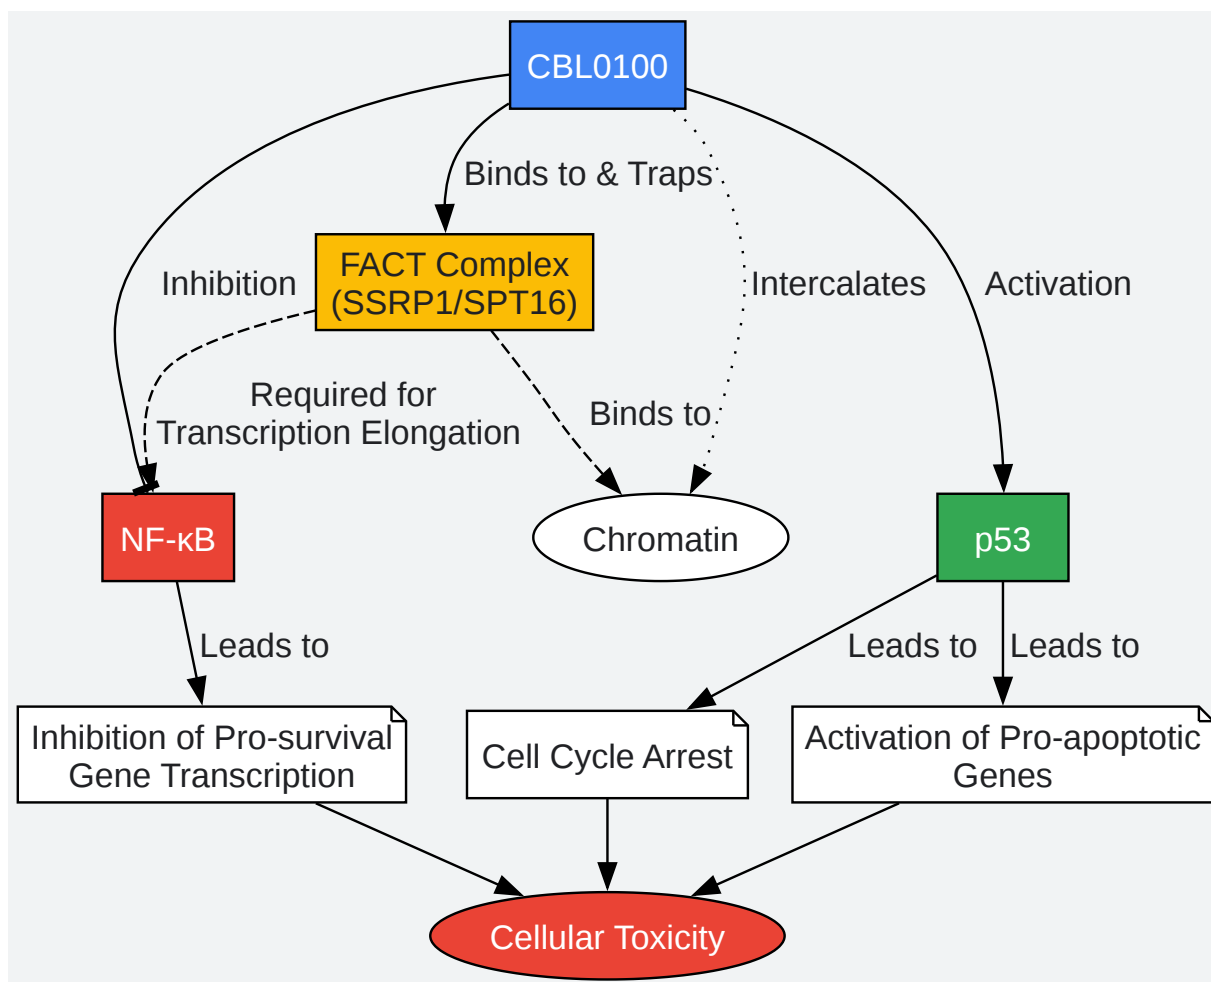 CBL0100
Binds to & Traps
FACT Complex
(SSRP1/SPT16)
Inhibition
Intercalates
Activation
Required for
Transcription Elongation
Binds to
NF-κB
Chromatin
p53
Leads to
Leads to
Leads to
Inhibition of Pro-survival
Gene Transcription
Cell Cycle Arrest
Activation of Pro-apoptotic
Genes
Cellular Toxicity